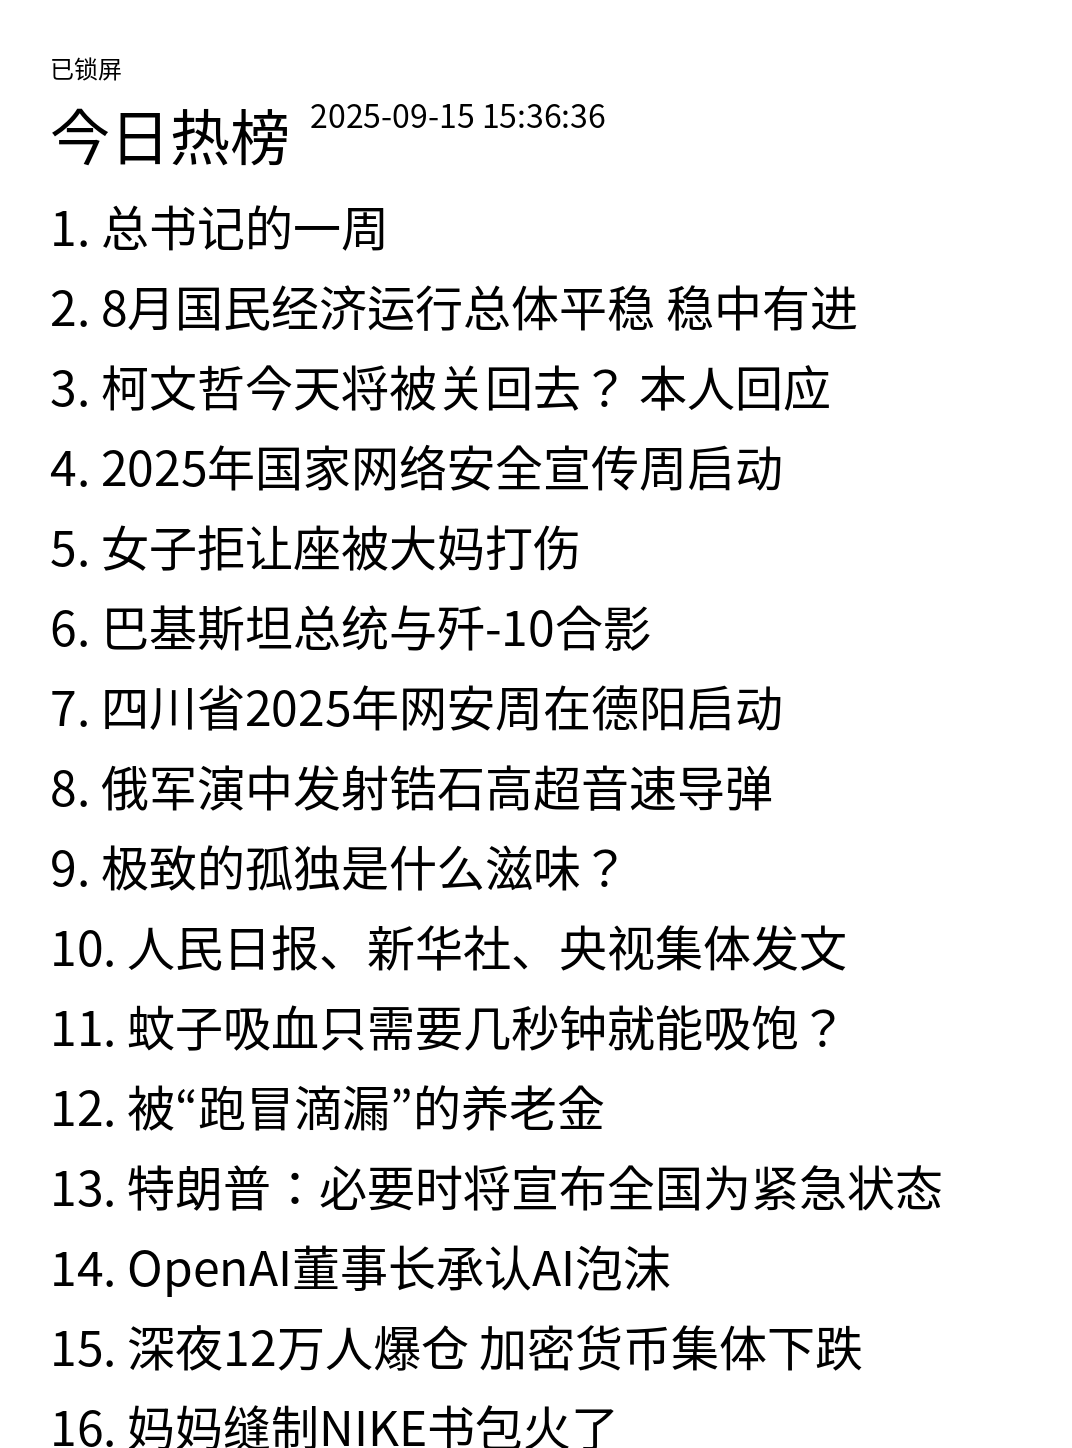 已锁屏
今日热榜 2025-09-15 15:36:36
1. 总书记的一周
2. 8月国民经济运行总体平稳 稳中有进
3. 柯文哲今天将被关回去？ 本人回应
4. 2025年国家网络安全宣传周启动
5. 女子拒让座被大妈打伤
6. 巴基斯坦总统与歼-10合影
7. 四川省2025年网安周在德阳启动
8. 俄军演中发射锆石高超音速导弹
9. 极致的孤独是什么滋味？
10. 人民日报、新华社、央视集体发文
11. 蚊子吸血只需要几秒钟就能吸饱？
12. 被“跑冒滴漏”的养老金
13. 特朗普：必要时将宣布全国为紧急状态
14. OpenAI董事长承认AI泡沫
15. 深夜12万人爆仓 加密货币集体下跌
16. 妈妈缝制NIKE书包火了